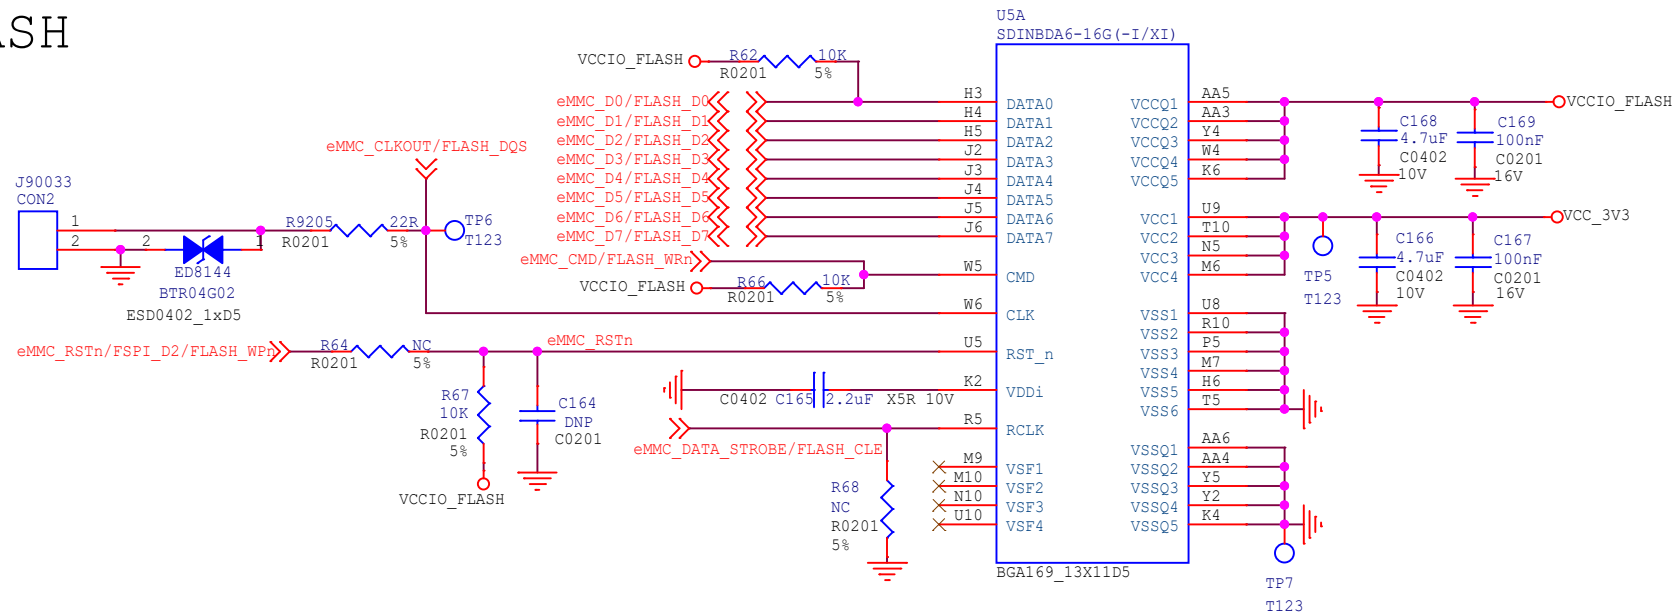 ASH
U5A
SDINBDA6-16G(-I/XI)
VCCIO_FLASH
R62
10K
R0201
5%
eMMC_D0/FLASH_D0
eMMC_D1/FLASH_D1
eMMC_D2/FLASH_D2
eMMC_D3/FLASH_D3
eMMC_D4/FLASH_D4
eMMC_D5/FLASH_D5
eMMC_D6/FLASH_D6
eMMC_D7/FLASH_D7
eMMC_CLKOUT/FLASH_DQS
J90033
CON2
1
2
2
1
ED8144
BTR04G02
ESD0402_1xD5
R9205
22R
R0201
5%
TP6
T123
eMMC_CMD/FLASH_WRn
VCCIO_FLASH
R66
10K
R0201
5%
eMMC_RSTn/FSPI_D2/FLASH_WPn
R64
NC
R0201
5%
eMMC_RSTn
R67
10K
R0201
5%
VCCIO_FLASH
C164
DNP
C0201
C0402
C165
2.2uF
X5R 10V
eMMC_DATA_STROBE/FLASH_CLE
R68
NC
R0201
5%
H3
H4
H5
J2
J3
J4
J5
J6
W5
W6
U5
K2
R5
M9
M10
N10
U10
DATA0
DATA1
DATA2
DATA3
DATA4
DATA5
DATA6
DATA7
CMD
CLK
RST_n
VDDi
RCLK
VSF1
VSF2
VSF3
VSF4
VCCQ1
VCCQ2
VCCQ3
VCCQ4
VCCQ5
VCC1
VCC2
VCC3
VCC4
VSS1
VSS2
VSS3
VSS4
VSS5
VSS6
VSSQ1
VSSQ2
VSSQ3
VSSQ4
VSSQ5
AA5
AA3
Y4
W4
K6
U9
T10
N5
M6
U8
R10
P5
M7
H6
T5
AA6
AA4
Y5
Y2
K4
BGA169_13X11D5
VCCIO_FLASH
C168
4.7uF
C0402
10V
C169
100nF
C0201
16V
VCC_3V3
TP5
T123
C166
4.7uF
C0402
10V
C167
100nF
C0201
16V
TP7
T123